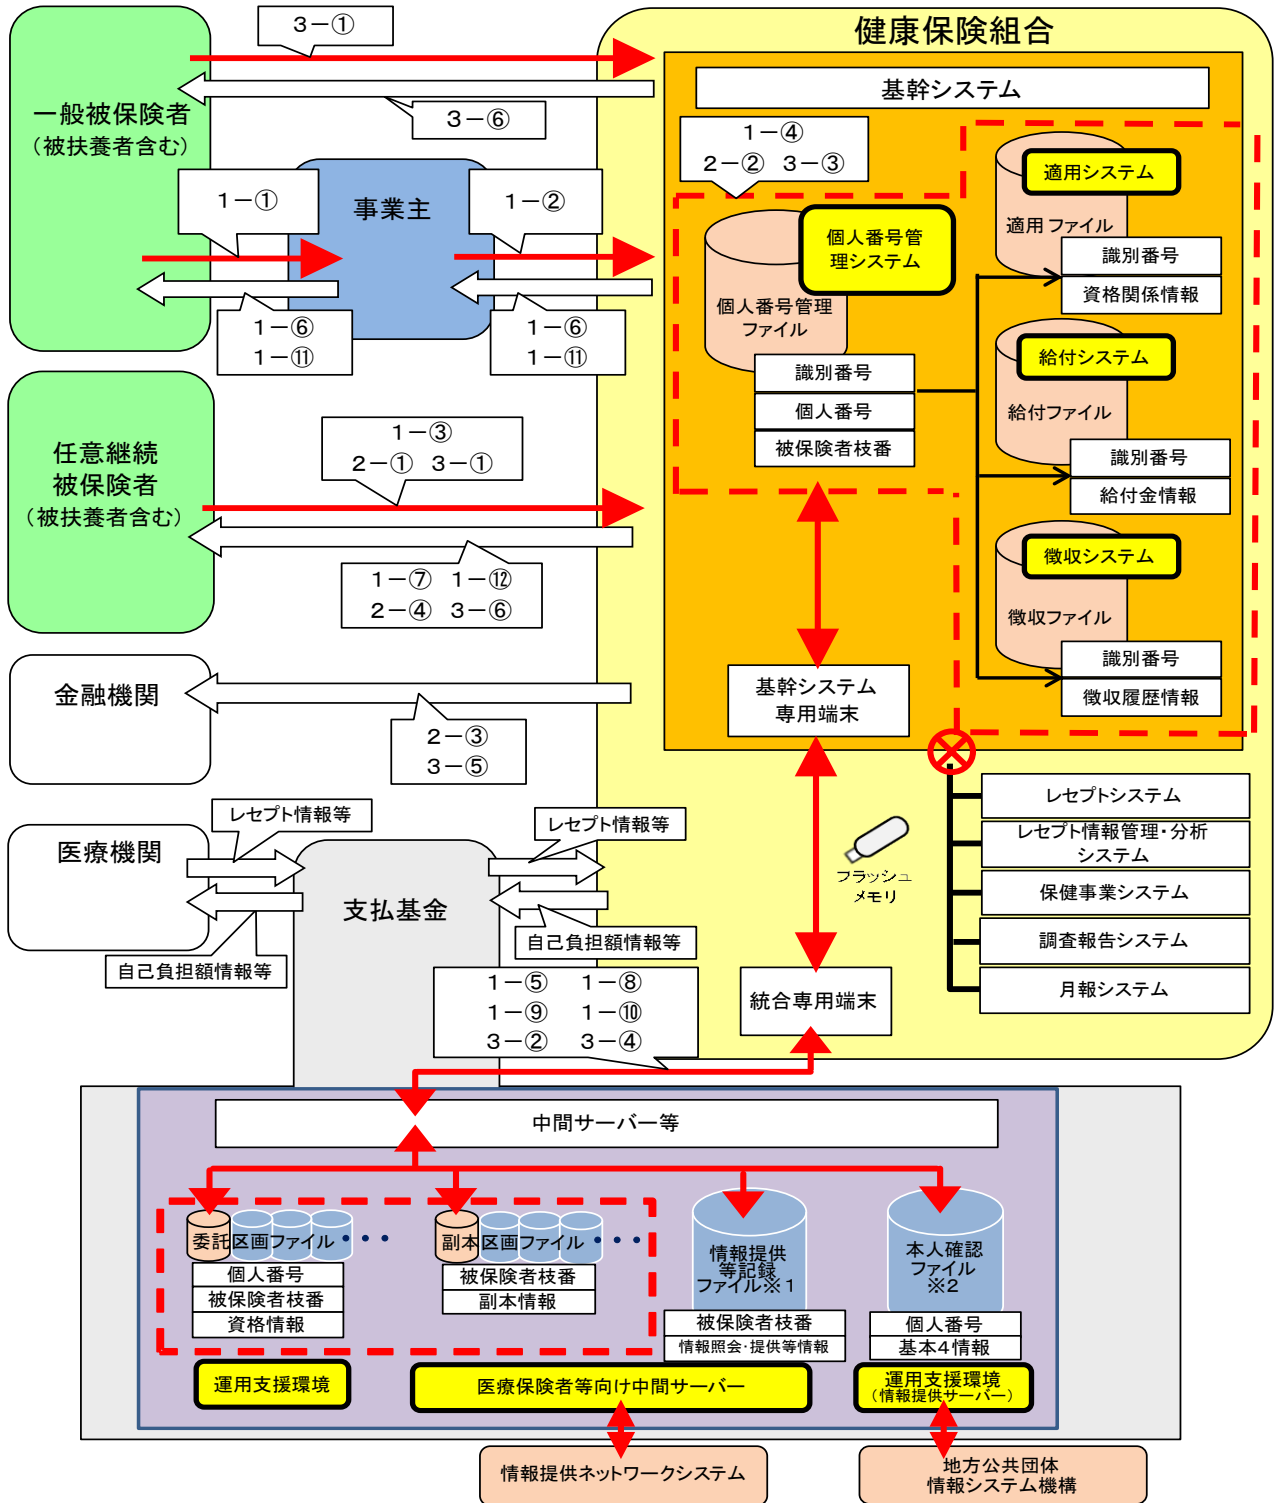 健康保険組合
基幹システム
3－①
3－⑥
一般被保険者
（被扶養者含む）
1－①
事業主
1－②
1－⑥
1－⑪
1－⑥
1－⑪
1－④
2－② 3－③
個人番号管
理システム
個人番号管理
ファイル
識別番号
個人番号
被保険者枝番
適用システム
適用ファイル
識別番号
資格関係情報
給付システム
給付ファイル
識別番号
給付金情報
徴収システム
徴収ファイル
識別番号
徴収履歴情報
任意継続
被保険者
（被扶養者含む）
1－③
2－① 3－①
1－⑦ 1－⑫
2－④ 3－⑥
金融機関
2－③
3－⑤
基幹システム
専用端末
医療機関
レセプト情報等
自己負担額情報等
支払基金
レセプト情報等
自己負担額情報等
フラッシュ
メモリ
レセプトシステム
レセプト情報管理・分析
システム
保健事業システム
調査報告システム
月報システム
1－⑤ 1－⑧
1－⑨ 1－⑩
3－② 3－④
統合専用端末
中間サーバー等
委託区画ファイル・・・
個人番号
被保険者枝番
資格情報
副本区画ファイル・・・
被保険者枝番
副本情報
情報提供
等記録
ファイル※1
被保険者枝番
情報照会・提供等情報
本人確認
ファイル
※2
個人番号
基本4情報
運用支援環境
医療保険者等向け中間サーバー
運用支援環境
（情報提供サーバー）
情報提供ネットワークシステム
地方公共団体
情報システム機構